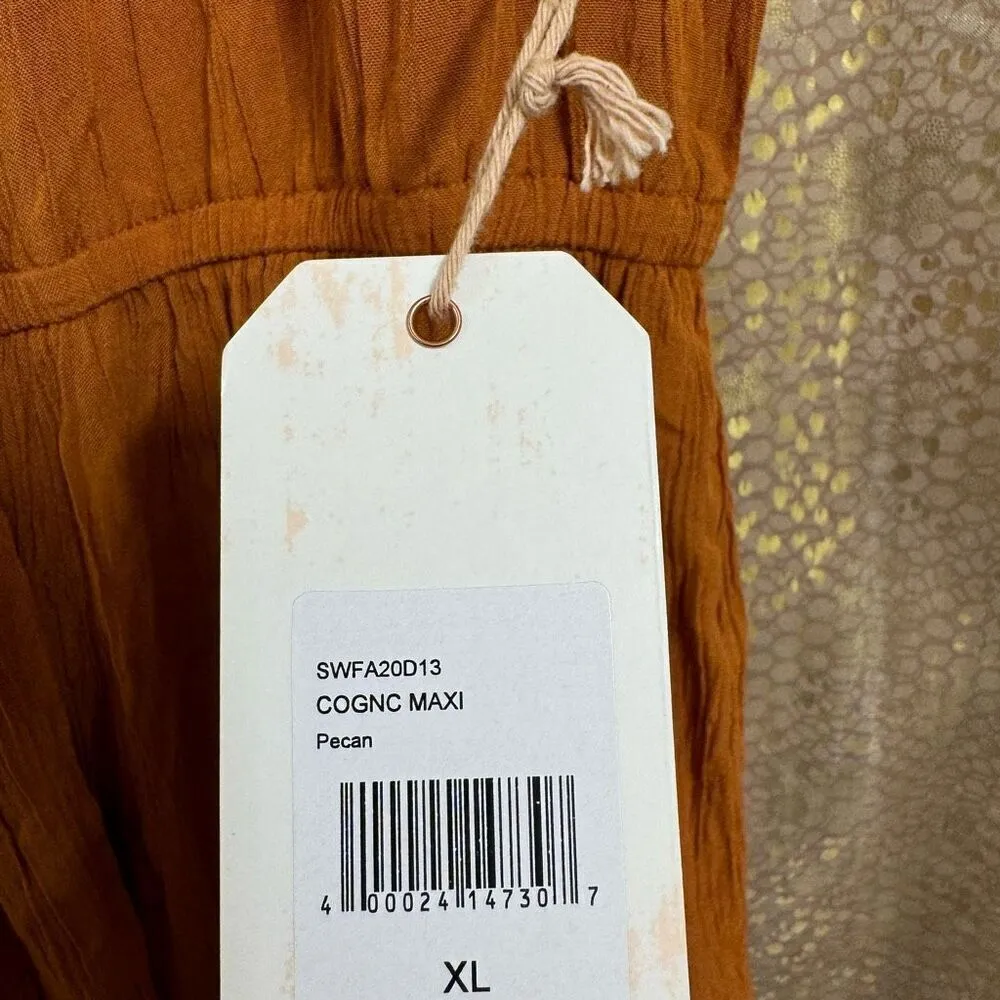 SWFA20D13
COGNC MAXI
Pecan
4 00024 14730 7
XL